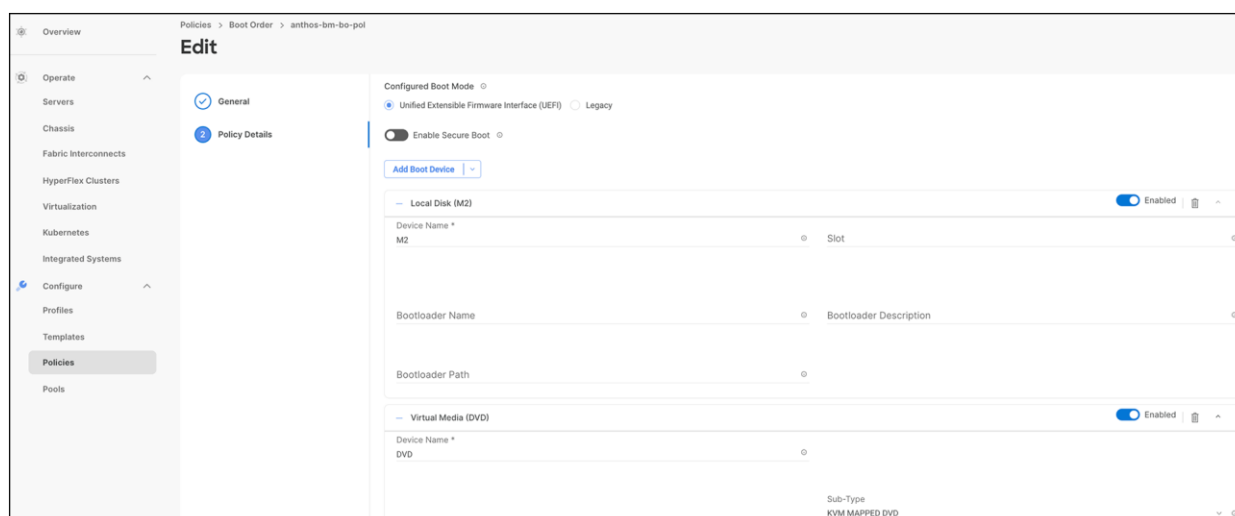 Overview
Operate
Servers
Chassis
Fabric Interconnects
HyperFlex Clusters
Virtualization
Kubernetes
Integrated Systems
Configure
Profiles
Templates
Policies
Pools
Policies > Boot Order > anthos-bm-bo-pol
Edit
General
2 Policy Details
Configured Boot Mode
Unified Extensible Firmware Interface (UEFI) Legacy
Enable Secure Boot
Add Boot Device
Local Disk (M2) Enabled
Device Name *
M2 Slot
Bootloader Name Bootloader Description
Bootloader Path
Virtual Media (DVD) Enabled
Device Name *
DVD
Sub-Type
KVM MAPPED DVD